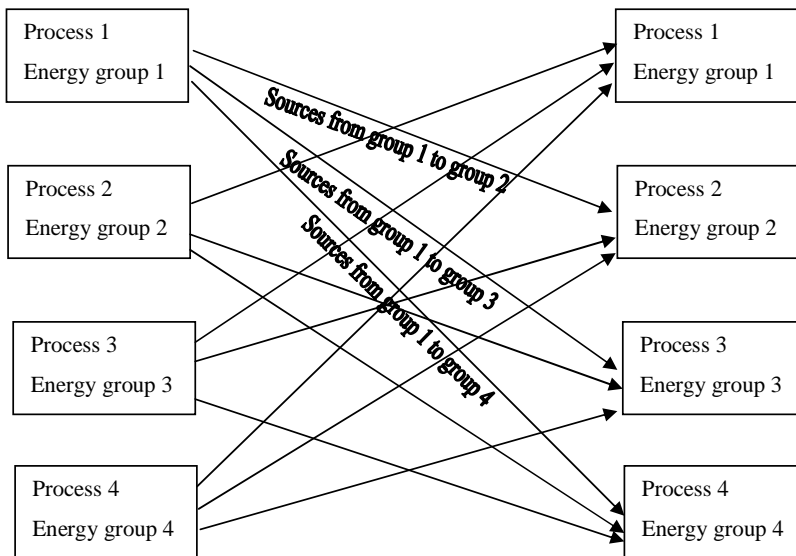 Process 1
Energy group 1
Process 1
Energy group 1
Sources from group 1 to group 2
Process 2
Energy group 2
Sources from group 1 to group 3
Process 2
Energy group 2
Sources from group 1 to group 4
Process 3
Energy group 3
Process 3
Energy group 3
Process 4
Energy group 4
Process 4
Energy group 4